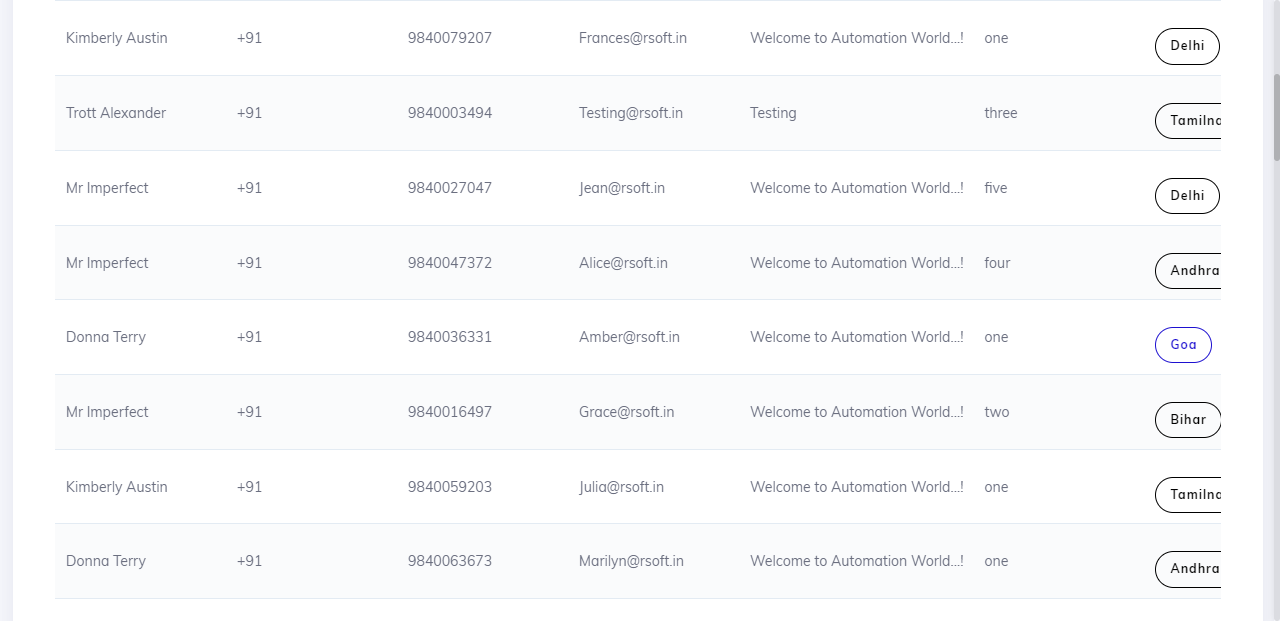 Kimberly Austin +91 9840079207 Frances@rsoft.in Welcome to Automation World...! one Delhi
Trott Alexander +91 9840003494 Testing@rsoft.in Testing three Tamilna
Mr Imperfect +91 9840027047 Jean@rsoft.in Welcome to Automation World...! five Delhi
Mr Imperfect +91 9840047372 Alice@rsoft.in Welcome to Automation World...! four Andhra
Donna Terry +91 9840036331 Amber@rsoft.in Welcome to Automation World...! one Goa
Mr Imperfect +91 9840016497 Grace@rsoft.in Welcome to Automation World...! two Bihar
Kimberly Austin +91 9840059203 Julia@rsoft.in Welcome to Automation World...! one Tamilna
Donna Terry +91 9840063673 Marilyn@rsoft.in Welcome to Automation World...! one Andhra